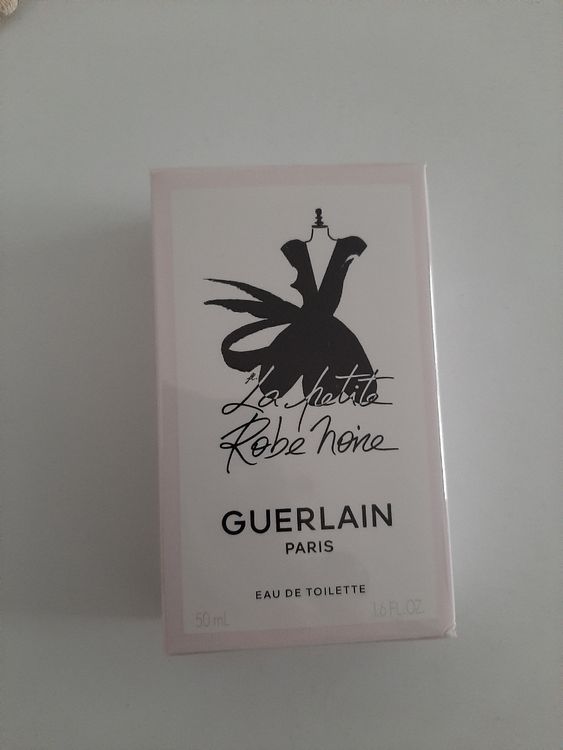 La petite
Robe noire
GUERLAIN
PARIS
EAU DE TOILETTE
50 mL 1.6 FL.OZ.